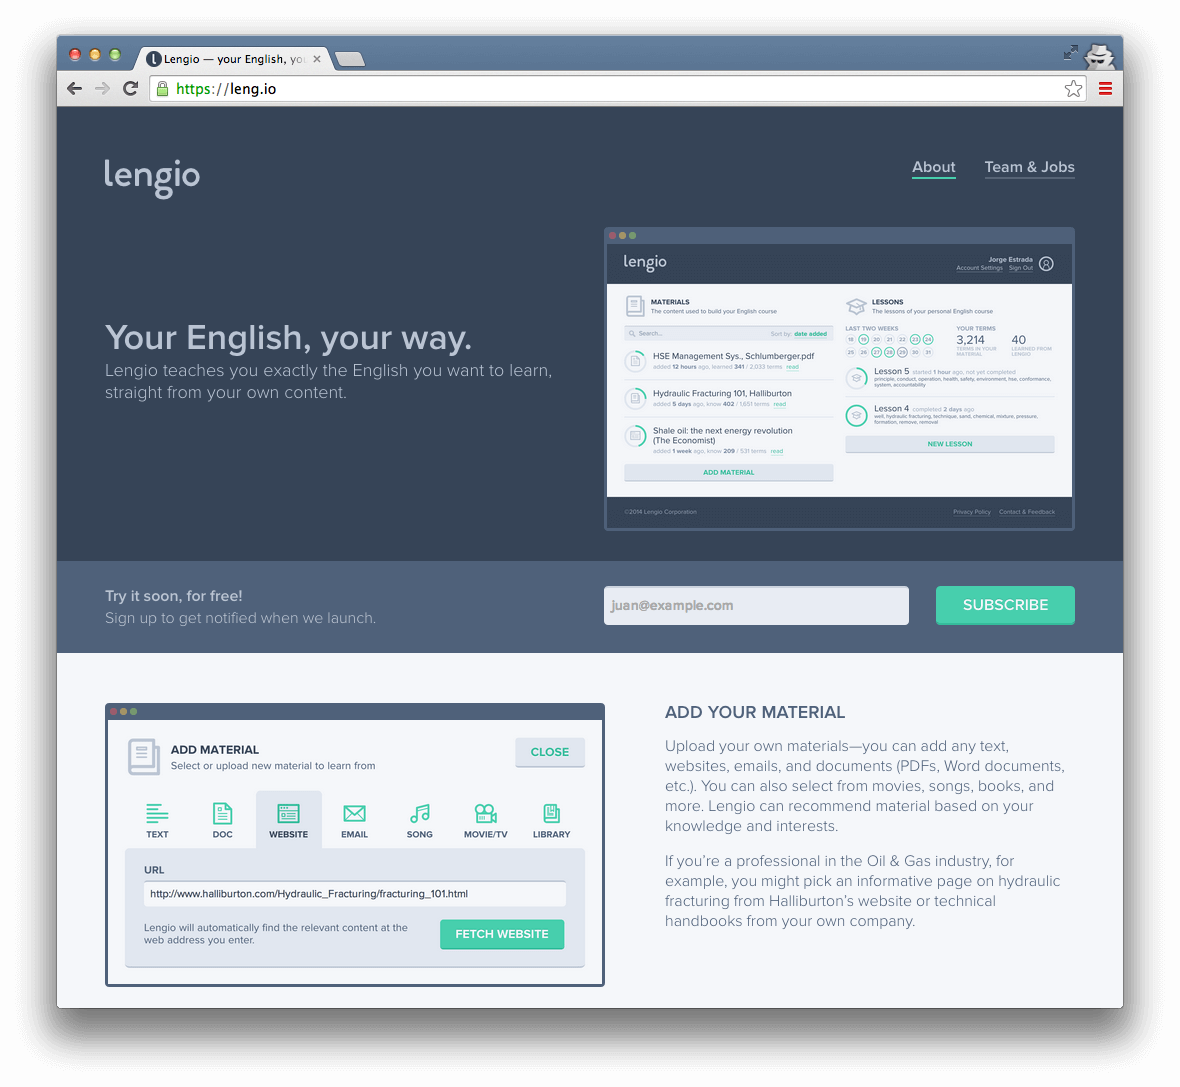 Lengio — your English, yo
https://leng.io
lengio
About
Team & Jobs
Your English, your way.
Lengio teaches you exactly the English you want to learn,
straight from your own content.
lengio
Jorge Estrada
Account Settings Sign Out
MATERIALS
The content used to build your English course
Search...
Sort by: date added
HSE Management Sys., Schlumberger.pdf
added 12 hours ago, learned 341 / 2,033 terms read
Hydraulic Fracturing 101, Halliburton
added 5 days ago, know 402 / 1,651 terms read
Shale oil: the next energy revolution
(The Economist)
added 1 week ago, know 209 / 531 terms read
ADD MATERIAL
LESSONS
The lessons of your personal English course
LAST TWO WEEKS
18 19 20 21 22 23 24
25 26 27 28 29 30 31
YOUR TERMS
3,214
TERMS IN YOUR
MATERIAL
40
LEARNED FROM
LENGIO
Lesson 5 started 1 hour ago, not yet completed
principle, conduct, operation, health, safety, environment, hse, conformance,
system, accountability
Lesson 4 completed 2 days ago
well, hydraulic fracturing, technique, sand, chemical, mixture, pressure,
formation, remove, removal
NEW LESSON
©2014 Lengio Corporation
Privacy Policy Contact & Feedback
Try it soon, for free!
Sign up to get notified when we launch.
juan@example.com
SUBSCRIBE
ADD MATERIAL
Select or upload new material to learn from
CLOSE
TEXT
DOC
WEBSITE
EMAIL
SONG
MOVIE/TV
LIBRARY
URL
http://www.halliburton.com/Hydraulic_Fracturing/fracturing_101.html
Lengio will automatically find the relevant content at the
web address you enter.
FETCH WEBSITE
ADD YOUR MATERIAL
Upload your own materials—you can add any text,
websites, emails, and documents (PDFs, Word documents,
etc.). You can also select from movies, songs, books, and
more. Lengio can recommend material based on your
knowledge and interests.
If you’re a professional in the Oil & Gas industry, for
example, you might pick an informative page on hydraulic
fracturing from Halliburton’s website or technical
handbooks from your own company.